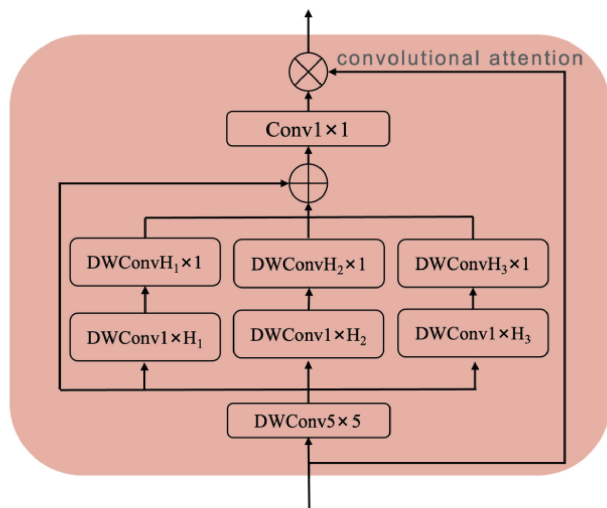 convolutional attention
Conv1×1
DWConvH₁×1
DWConvH₂×1
DWConvH₃×1
DWConv1×H₁
DWConv1×H₂
DWConv1×H₃
DWConv5×5